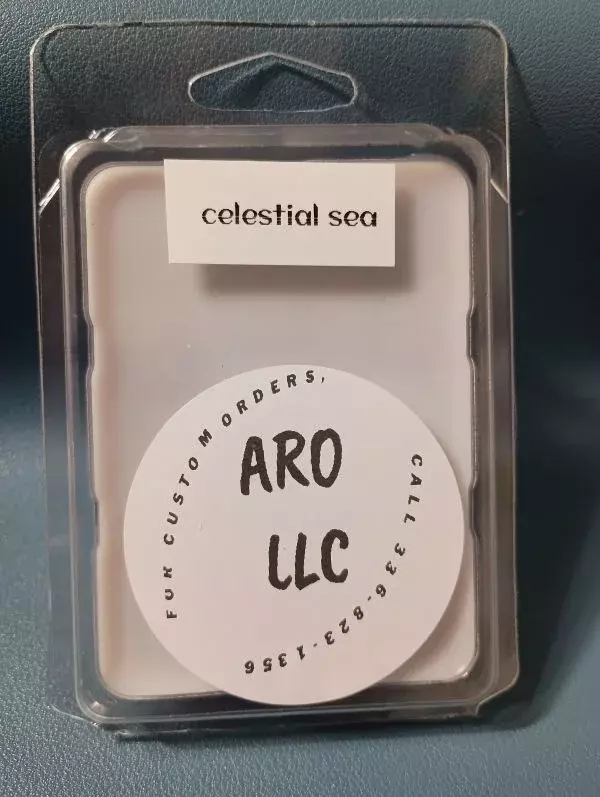 celestial sea
FOR CUSTOM ORDERS,
CALL 336-823-1356
ARO
LLC